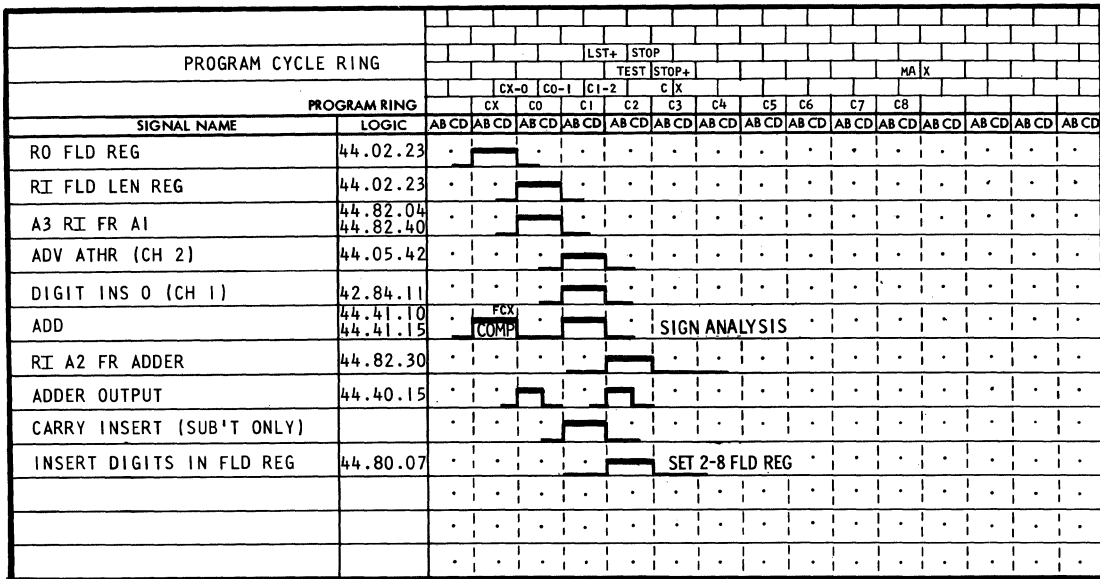 LST+ STOP
PROGRAM CYCLE RING
TEST STOP+ MA X
CX-0 C0-1 C1-2 C X
PROGRAM RING CX C0 C1 C2 C3 C4 C5 C6 C7 C8
SIGNAL NAME LOGIC AB CD AB CD AB CD AB CD AB CD AB CD AB CD AB CD AB CD AB CD AB CD AB CD AB CD AB CD AB CD
RO FLD REG 44.02.23
RI FLD LEN REG 44.02.23
44.82.04
A3 RI FR A1 44.82.40
ADV ATHR (CH 2) 44.05.42
DIGIT INS 0 (CH 1) 42.84.11
44.41.10 FCX
ADD 44.41.15 COMP SIGN ANALYSIS
RI A2 FR ADDER 44.82.30
ADDER OUTPUT 44.40.15
CARRY INSERT (SUB'T ONLY)
INSERT DIGITS IN FLD REG 44.80.07 SET 2-8 FLD REG